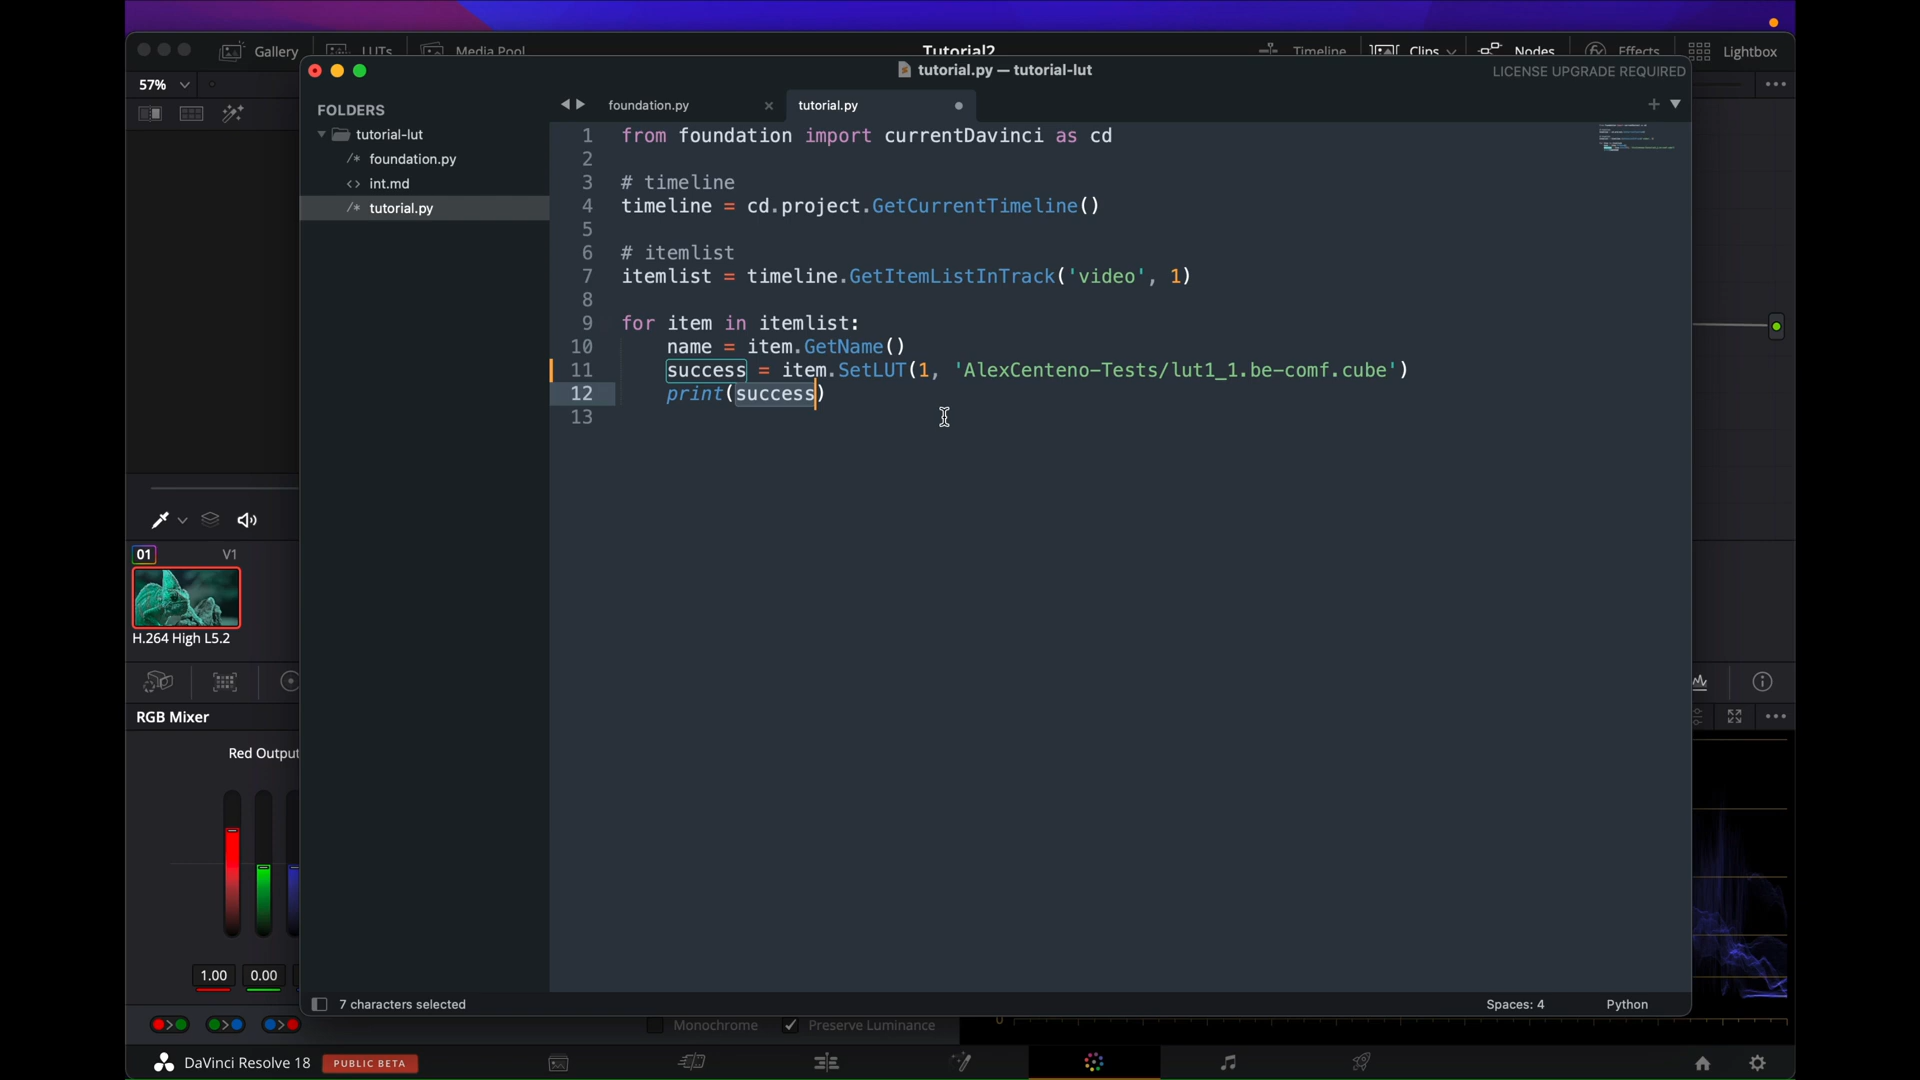 Gallery
LUTs
Media Pool
Tutorial2
Timeline
Clips
Nodes
Effects
Lightbox
57%
tutorial.py — tutorial-lut
LICENSE UPGRADE REQUIRED
FOLDERS
tutorial-lut
/* foundation.py
<> int.md
/* tutorial.py
foundation.py
tutorial.py
1 from foundation import currentDavinci as cd
2
3 # timeline
4 timeline = cd.project.GetCurrentTimeline()
5
6 # itemlist
7 itemlist = timeline.GetItemListInTrack('video', 1)
8
9 for item in itemlist:
10 name = item.GetName()
11 success = item.SetLUT(1, 'AlexCenteno-Tests/lut1_1.be-comf.cube')
12 print(success)
13
01 V1
H.264 High L5.2
RGB Mixer
Red Output
1.00 0.00
7 characters selected
Spaces: 4
Python
Monochrome
Preserve Luminance
0
DaVinci Resolve 18
PUBLIC BETA